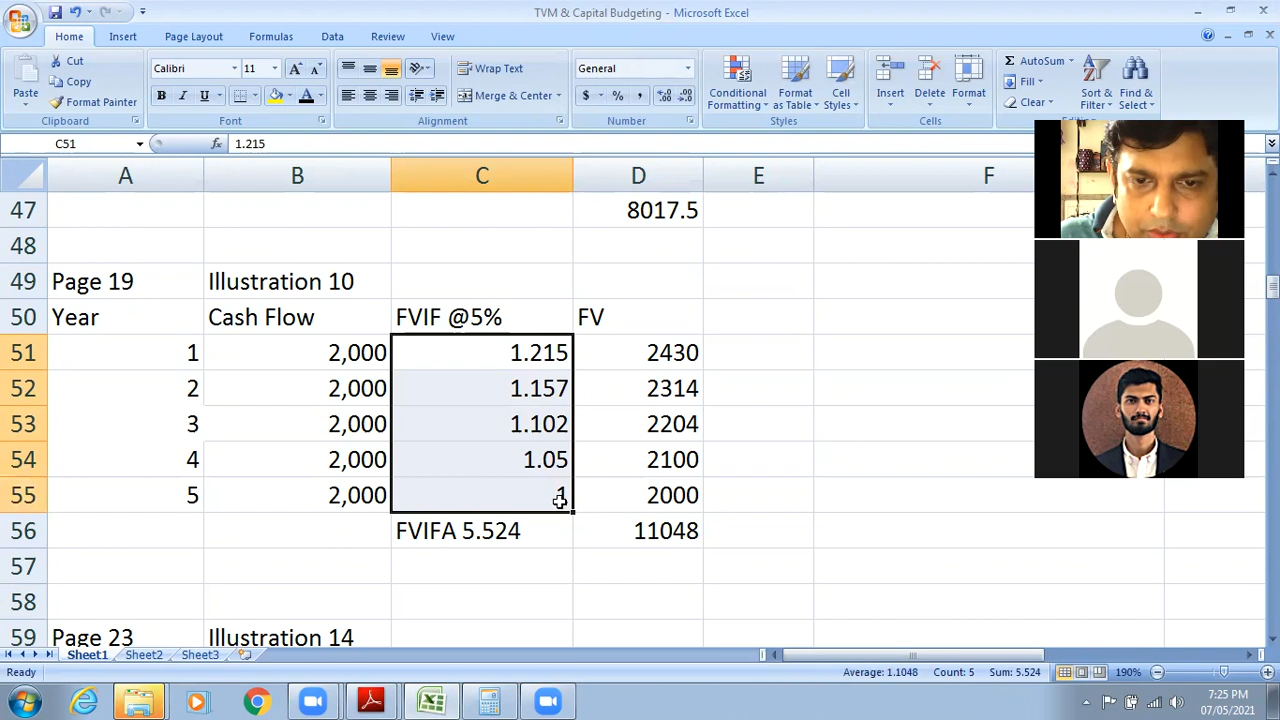 TVM & Capital Budgeting - Microsoft Excel
Home Insert Page Layout Formulas Data Review View
Paste
Cut
Copy
Format Painter
Clipboard
Calibri 11
B I U
Font
Wrap Text
Merge & Center
Alignment
General
$ % ,
Number
Conditional Formatting
Format as Table
Cell Styles
Styles
Insert Delete Format
Cells
AutoSum
Fill
Clear
Sort & Filter
Find & Select
C51 fx 1.215
A B C D E F
47 8017.5
48
49 Page 19 Illustration 10
50 Year Cash Flow FVIF @5% FV
51 1 2,000 1.215 2430
52 2 2,000 1.157 2314
53 3 2,000 1.102 2204
54 4 2,000 1.05 2100
55 5 2,000 1 2000
56 FVIFA 5.524 11048
57
58
59 Page 23 Illustration 14
Sheet1 Sheet2 Sheet3
Ready Average: 1.1048 Count: 5 Sum: 5.524 190%
7:25 PM
07/05/2021